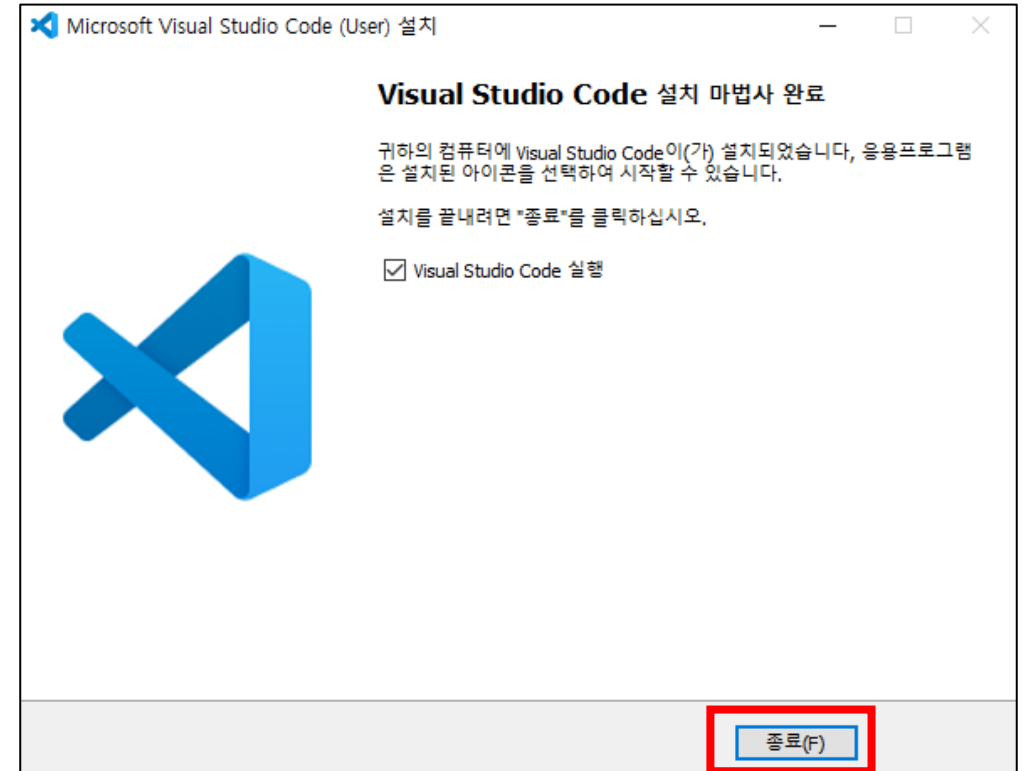 Microsoft Visual Studio Code (User) 설치
Visual Studio Code 설치 마법사 완료
귀하의 컴퓨터에 Visual Studio Code이(가) 설치되었습니다, 응용프로그램
은 설치된 아이콘을 선택하여 시작할 수 있습니다.
설치를 끝내려면 "종료"를 클릭하십시오.
Visual Studio Code 실행
종료(F)